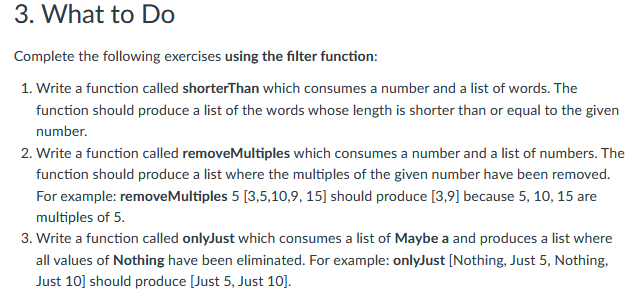 3. What to Do
Complete the following exercises using the filter function:
1. Write a function called shorterThan which consumes a number and a list of words. The
function should produce a list of the words whose length is shorter than or equal to the given
number.
2. Write a function called removeMultiples which consumes a number and a list of numbers. The
function should produce a list where the multiples of the given number have been removed.
For example: removeMultiples 5 [3,5,10,9, 15] should produce [3,9] because 5, 10, 15 are
multiples of 5.
3. Write a function called onlyJust which consumes a list of Maybe a and produces a list where
all values of Nothing have been eliminated. For example: onlyJust [Nothing, Just 5, Nothing,
Just 10] should produce [Just 5, Just 10].